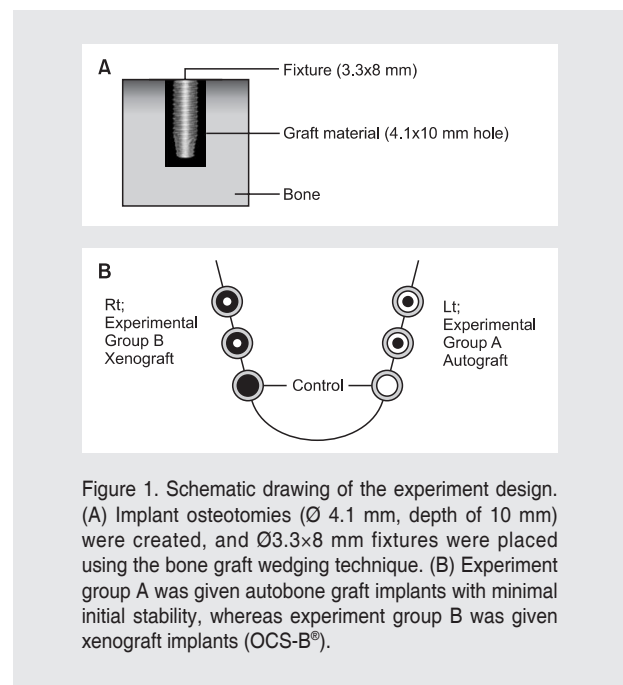 A
Fixture (3.3x8 mm)
Graft material (4.1x10 mm hole)
Bone
B
Rt;
Experimental
Group B
Xenograft
Control
Lt;
Experimental
Group A
Autograft
Figure 1. Schematic drawing of the experiment design.
(A) Implant osteotomies (Ø 4.1 mm, depth of 10 mm)
were created, and Ø3.3×8 mm fixtures were placed
using the bone graft wedging technique. (B) Experiment
group A was given autobone graft implants with minimal
initial stability, whereas experiment group B was given
xenograft implants (OCS-B®).